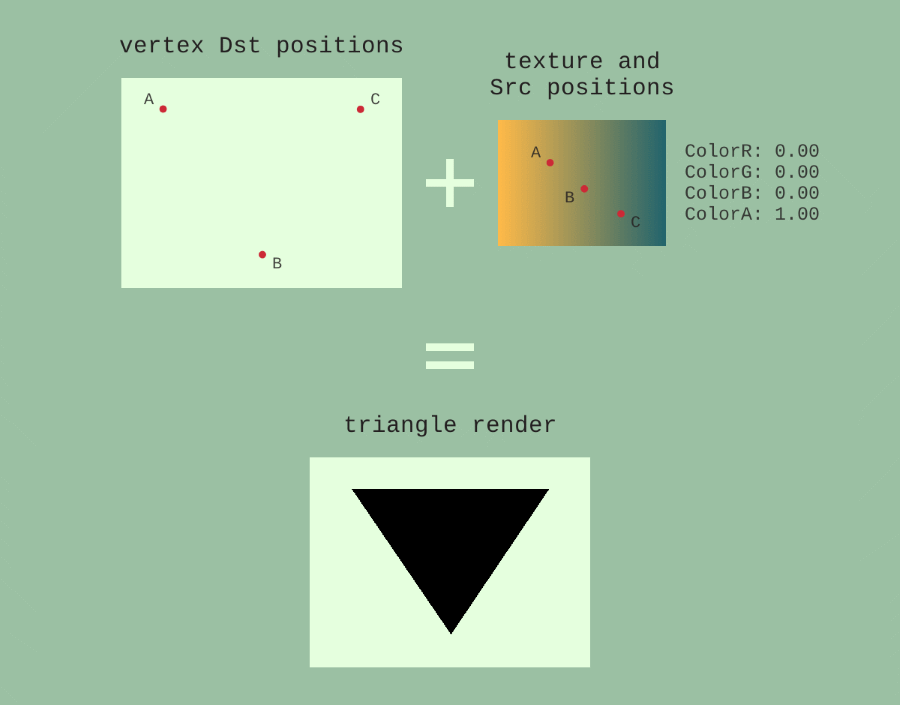 vertex Dst positions
A
C
B
texture and
Src positions
A
B
C
ColorR: 0.00
ColorG: 0.00
ColorB: 0.00
ColorA: 1.00
triangle render